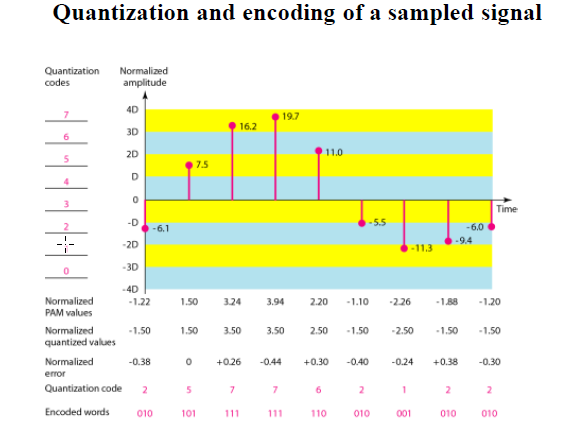 Quantization and encoding of a sampled signal
Quantization codes
Normalized amplitude
7
6
5
4
3
2
0
4D
3D
2D
D
0
-D
-2D
-3D
-4D
-6.1
7.5
16.2
19.7
11.0
-5.5
-11.3
-9.4
-6.0
Time
Normalized PAM values -1.22 1.50 3.24 3.94 2.20 -1.10 -2.26 -1.88 -1.20
Normalized quantized values -1.50 1.50 3.50 3.50 2.50 -1.50 -2.50 -1.50 -1.50
Normalized error -0.38 0 +0.26 -0.44 +0.30 -0.40 -0.24 +0.38 -0.30
Quantization code 2 5 7 7 6 2 1 2 2
Encoded words 010 101 111 111 110 010 001 010 010